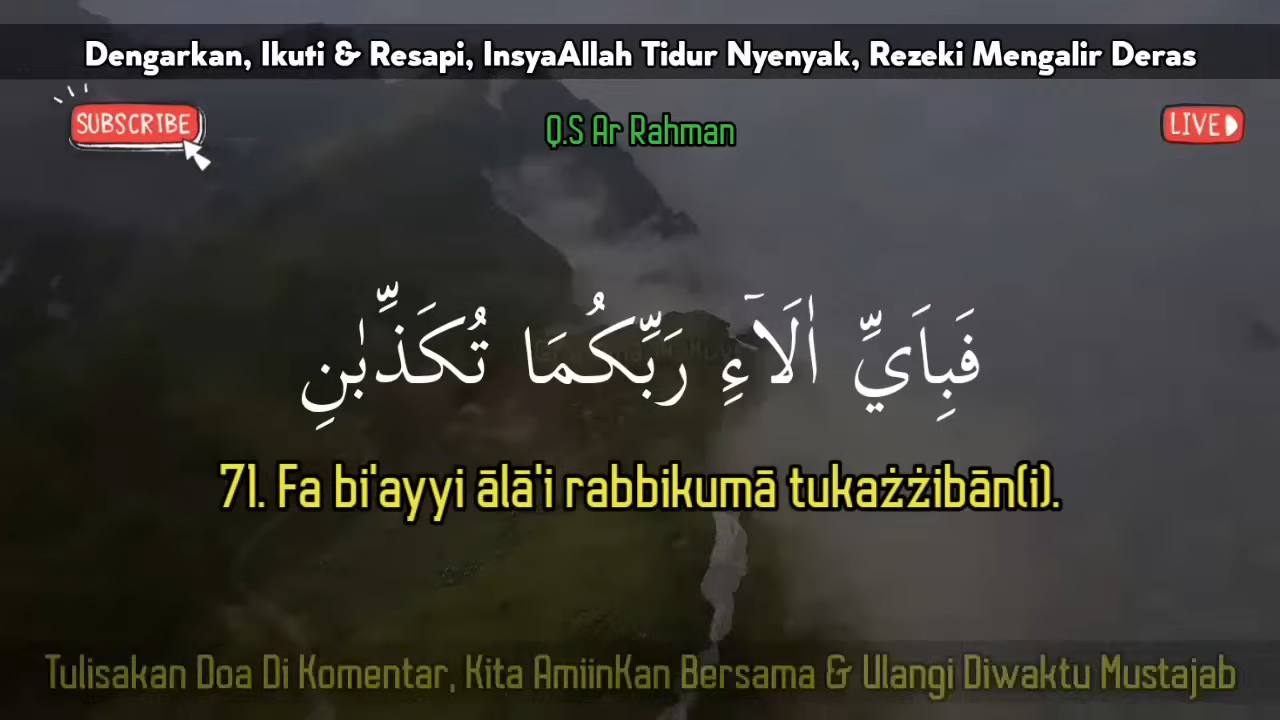 Dengarkan, Ikuti & Resapi, InsyaAllah Tidur Nyenyak, Rezeki Mengalir Deras
SUBSCRIBE
Q.S Ar Rahman
LIVE
فَبِاَيِّ اٰلَاۤءِ رَبِّكُمَا تُكَذِّبٰنِ
71. Fa bi'ayyi ālā'i rabbikumā tukażżibān(i).
Tulisakan Doa Di Komentar, Kita AmiinKan Bersama & Ulangi Diwaktu Mustajab